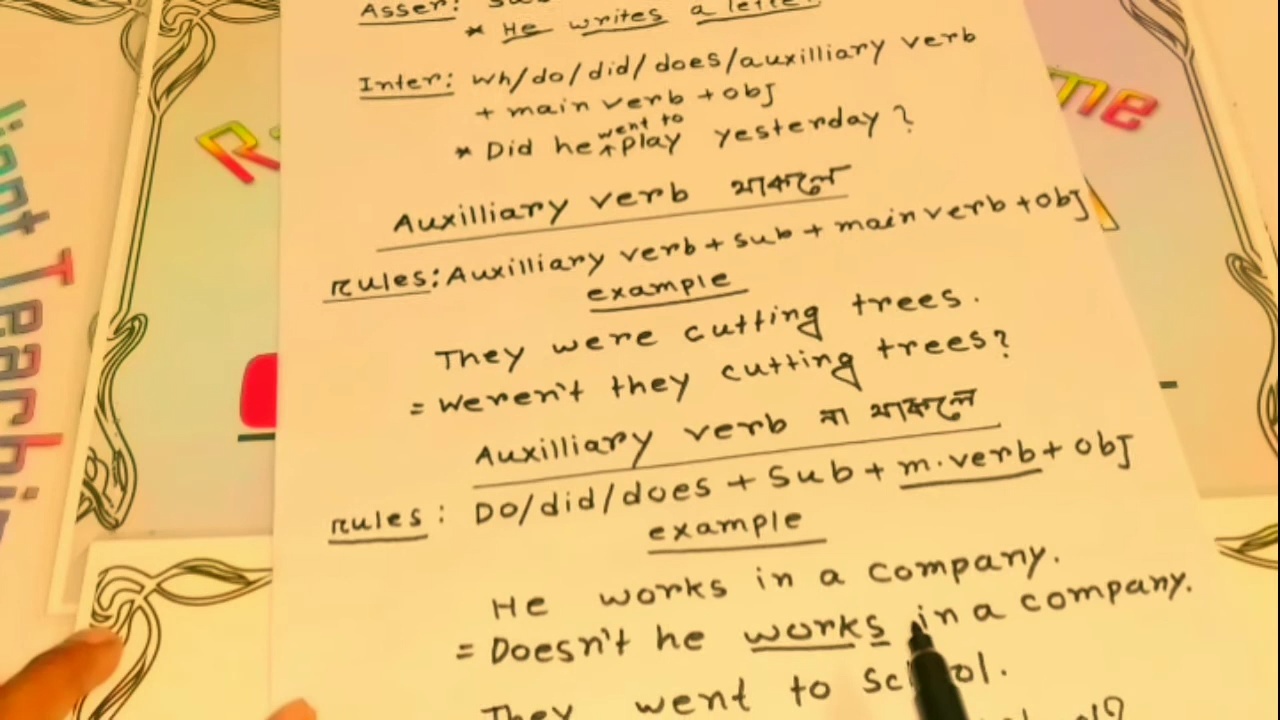 Asser:
* He writes a letter
Inter: Wh/do/did/does/auxilliary verb
+ main verb + obj
went to
* Did he play yesterday?
Auxilliary verb থাকলে
rules: Auxilliary verb + sub + main verb + obj
example
They were cutting trees.
= Weren't they cutting trees?
Auxilliary verb না থাকলে
rules: Do/did/does + Sub + m.verb + obj
example
He works in a company.
= Doesn't he works in a company.
They went to school.